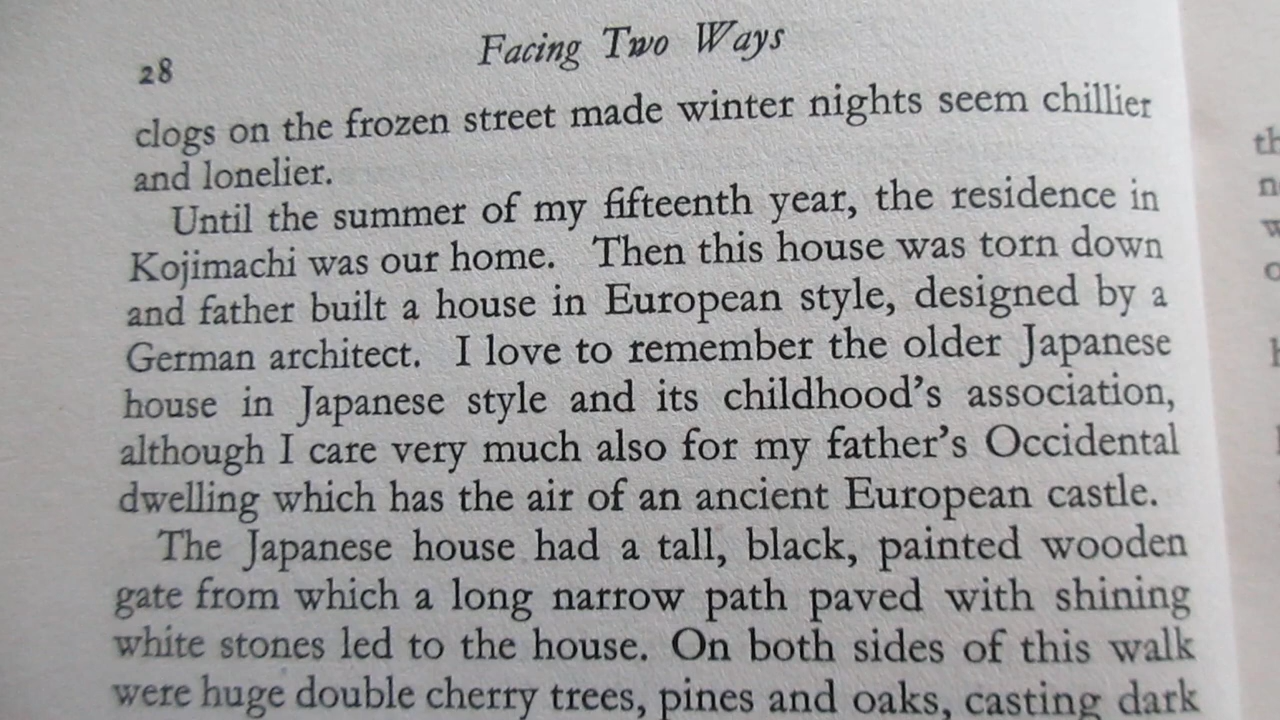 28
Facing Two Ways
clogs on the frozen street made winter nights seem chillier
and lonelier.
Until the summer of my fifteenth year, the residence in
Kojimachi was our home. Then this house was torn down
and father built a house in European style, designed by a
German architect. I love to remember the older Japanese
house in Japanese style and its childhood's association,
although I care very much also for my father's Occidental
dwelling which has the air of an ancient European castle.
The Japanese house had a tall, black, painted wooden
gate from which a long narrow path paved with shining
white stones led to the house. On both sides of this walk
were huge double cherry trees, pines and oaks, casting dark